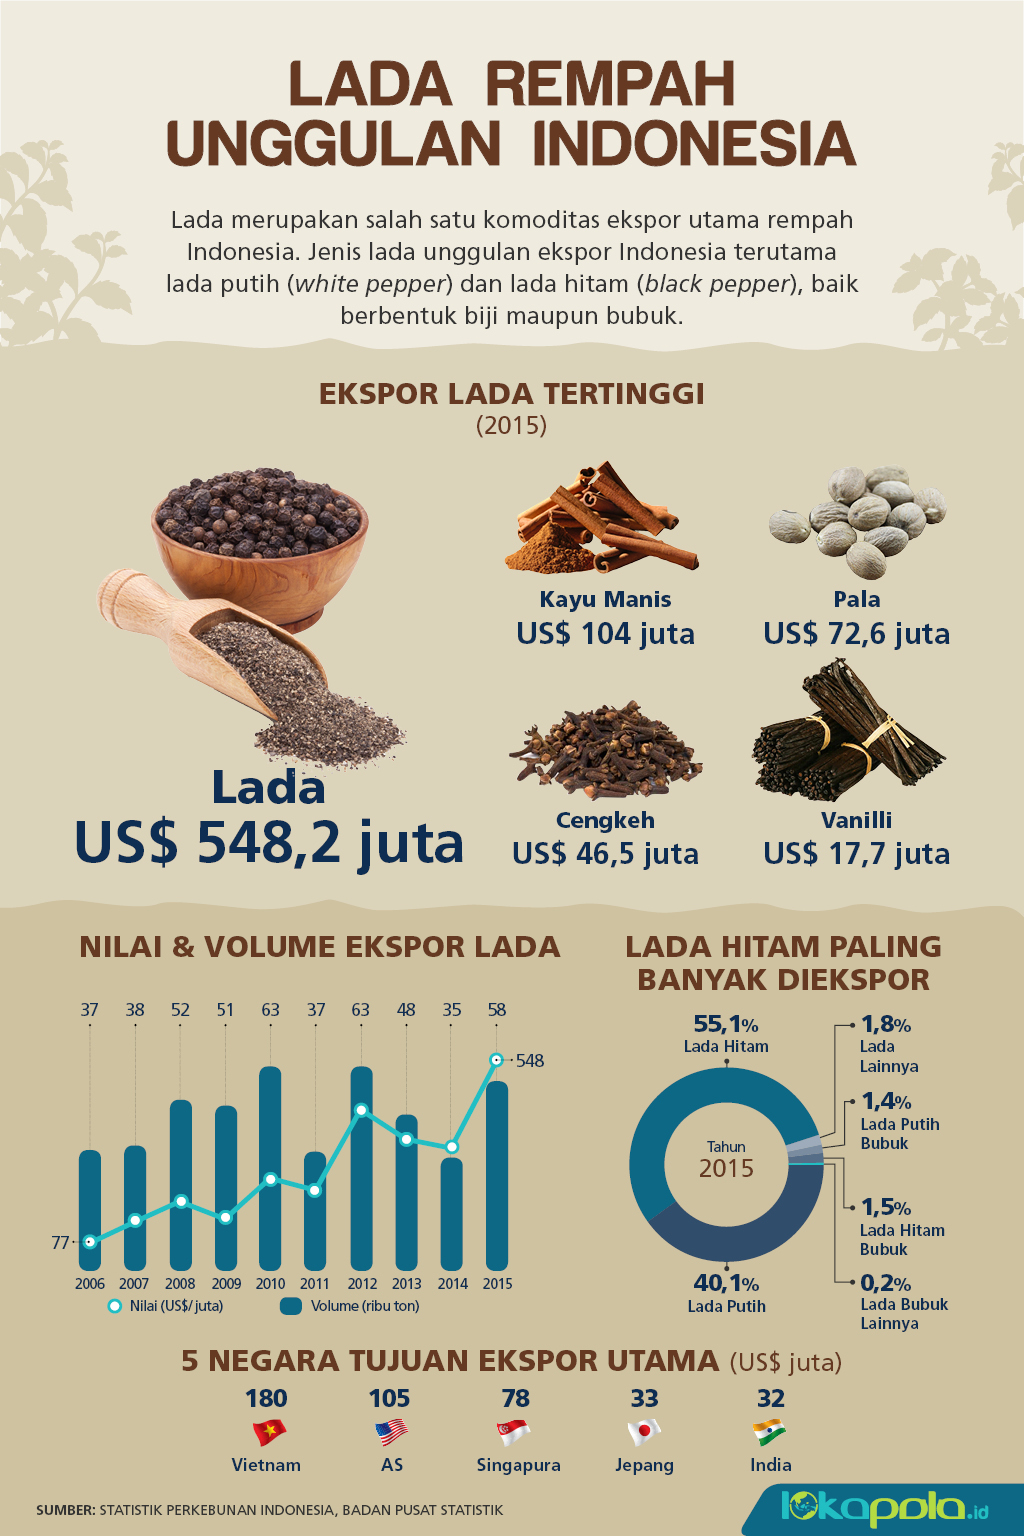 LADA REMPAH
UNGGULAN INDONESIA
Lada merupakan salah satu komoditas ekspor utama rempah
Indonesia. Jenis lada unggulan ekspor Indonesia terutama
lada putih (white pepper) dan lada hitam (black pepper), baik
berbentuk biji maupun bubuk.
EKSPOR LADA TERTINGGI
(2015)
Lada
US$ 548,2 juta
Kayu Manis
US$ 104 juta
Pala
US$ 72,6 juta
Cengkeh
US$ 46,5 juta
Vanilli
US$ 17,7 juta
NILAI & VOLUME EKSPOR LADA
37 38 52 51 63 37 63 48 35 58
548
77
2006 2007 2008 2009 2010 2011 2012 2013 2014 2015
Nilai (US$/juta) Volume (ribu ton)
LADA HITAM PALING
BANYAK DIEKSPOR
55,1%
Lada Hitam
1,8%
Lada
Lainnya
1,4%
Lada Putih
Bubuk
Tahun
2015
1,5%
Lada Hitam
Bubuk
40,1%
Lada Putih
0,2%
Lada Bubuk
Lainnya
5 NEGARA TUJUAN EKSPOR UTAMA (US$ juta)
180 105 78 33 32
Vietnam AS Singapura Jepang India
SUMBER: STATISTIK PERKEBUNAN INDONESIA, BADAN PUSAT STATISTIK
lokapola.id